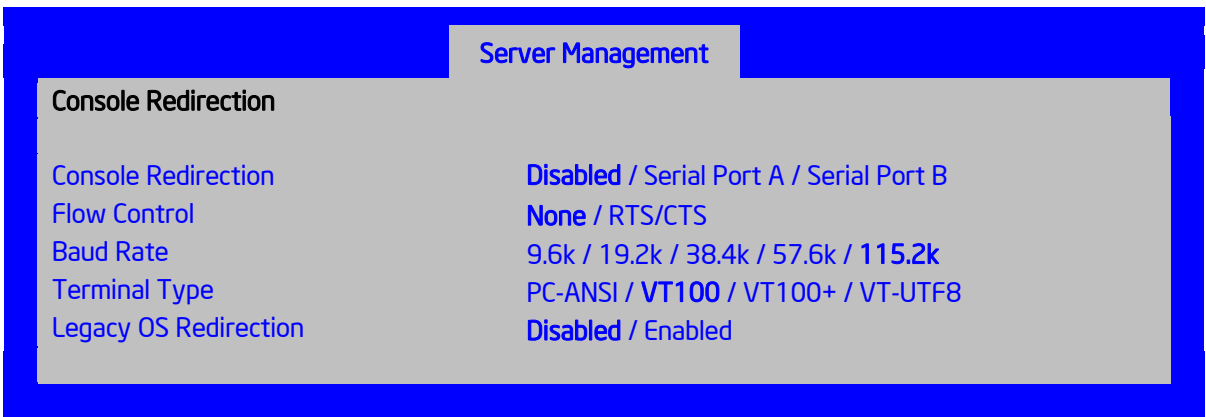 Server Management
Console Redirection
Console Redirection Disabled / Serial Port A / Serial Port B
Flow Control None / RTS/CTS
Baud Rate 9.6k / 19.2k / 38.4k / 57.6k / 115.2k
Terminal Type PC-ANSI / VT100 / VT100+ / VT-UTF8
Legacy OS Redirection Disabled / Enabled